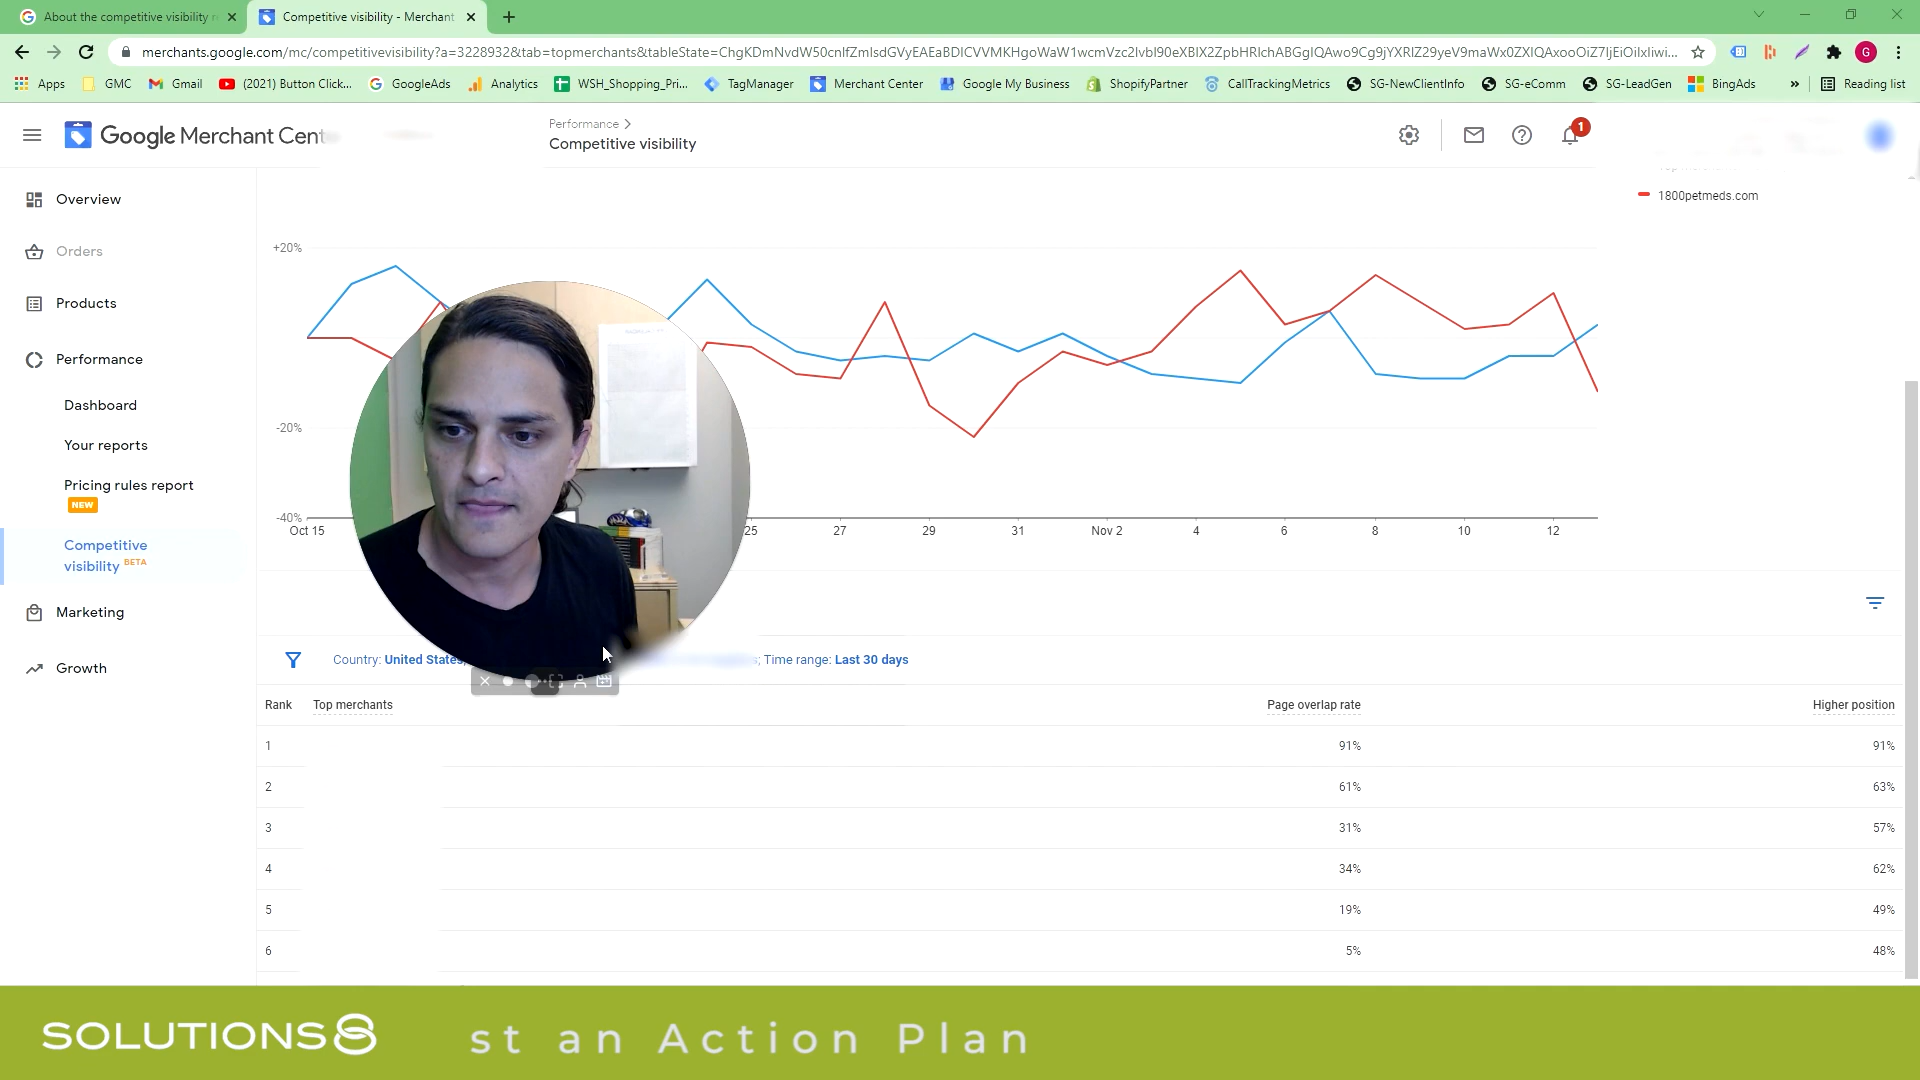 About the competitive visibility
Competitive visibility - Merchant
merchants.google.com/mc/competitivevisibility?a=3228932&tab=topmerchants&tableState=
Apps
GMC
Gmail
(2021) Button Click...
GoogleAds
Analytics
WSH_Shopping_Pri...
TagManager
Merchant Center
Google My Business
ShopifyPartner
CallTrackingMetrics
SG-NewClientInfo
SG-eComm
SG-LeadGen
BingAds
»
Reading list
G
Google Merchant Cent
Performance >
Competitive visibility
1
1800petmeds.com
Overview
Orders
Products
Performance
Dashboard
Your reports
Pricing rules report
NEW
Competitive
visibility BETA
Marketing
Growth
+20%
-20%
-40%
Oct 15
25
27
29
31
Nov 2
4
6
8
10
12
Country: United States; Time range: Last 30 days
Rank Top merchants Page overlap rate Higher position
1 91% 91%
2 61% 63%
3 31% 57%
4 34% 62%
5 19% 49%
6 5% 48%
SOLUTIONS8
st an Action Plan